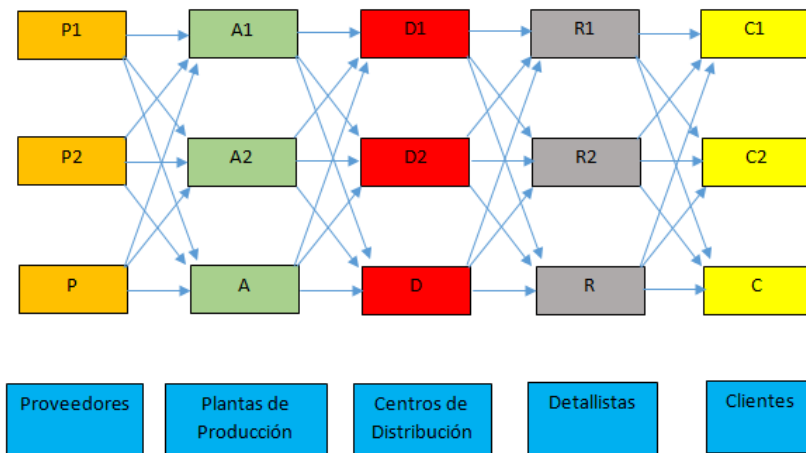 P1 A1 D1 R1 C1
P2 A2 D2 R2 C2
P A D R C
Proveedores Plantas de Centros de Detallistas Clientes
Producción Distribución